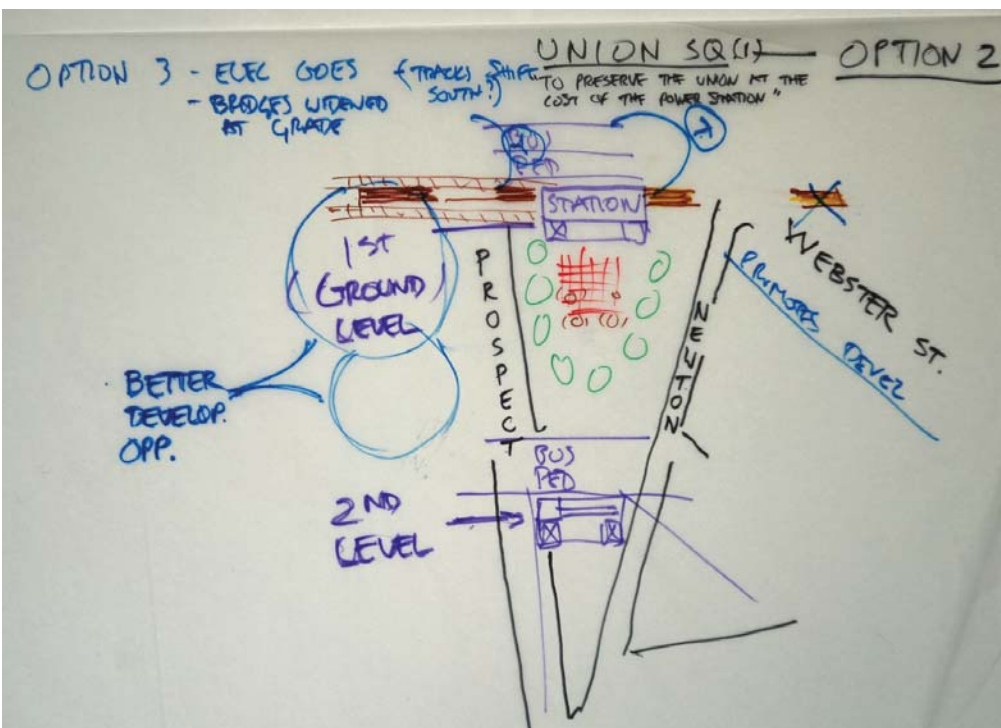 UNION SQ (1) — OPTION 2
"TO PRESERVE THE UNION AT THE
COST OF THE POWER STATION"
OPTION 3 - ELEC GOES (TRACKS SHIFT
SOUTH?)
- BRIDGES WIDENED
AT GRADE
PED
STATION
1ST
(GROUND)
LEVEL
PROSPECT
NEWTON
WEBSTER ST.
PROMOTES
DEVEL
BETTER
DEVELOP.
OPP.
BUS
PED
2ND
LEVEL